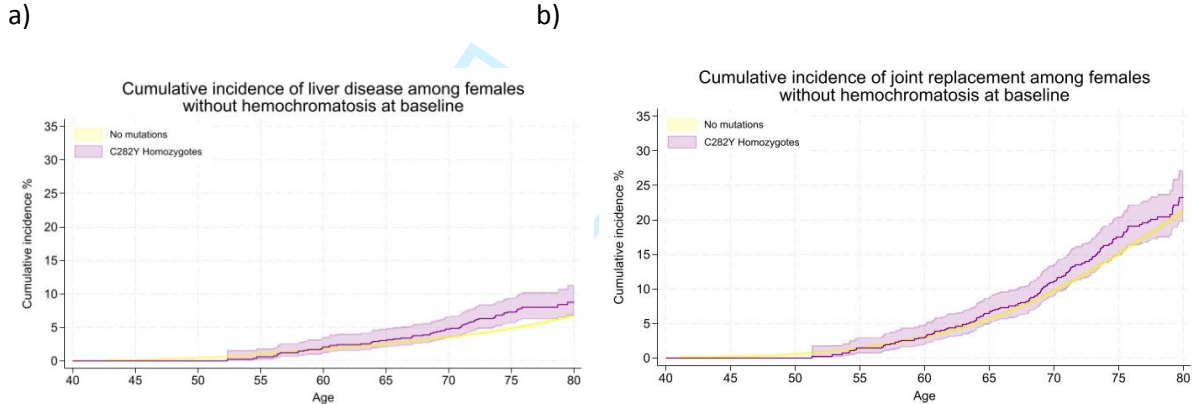 a)
b)
Cumulative incidence of liver disease among females
without hemochromatosis at baseline
35
30
25
20
15
10
5
0
Cumulative incidence %
No mutations
C282Y Homozygotes
40 45 50 55 60 65 70 75 80
Age
Cumulative incidence of joint replacement among females
without hemochromatosis at baseline
35
30
25
20
15
10
5
0
Cumulative incidence %
No mutations
C282Y Homozygotes
40 45 50 55 60 65 70 75 80
Age